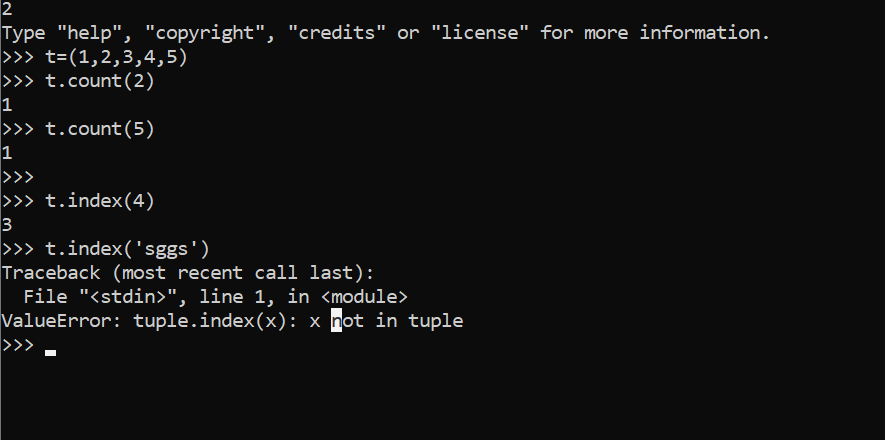 2
Type "help", "copyright", "credits" or "license" for more information.
>>> t=(1,2,3,4,5)
>>> t.count(2)
1
>>> t.count(5)
1
>>>
>>> t.index(4)
3
>>> t.index('sggs')
Traceback (most recent call last):
  File "<stdin>", line 1, in <module>
ValueError: tuple.index(x): x not in tuple
>>>